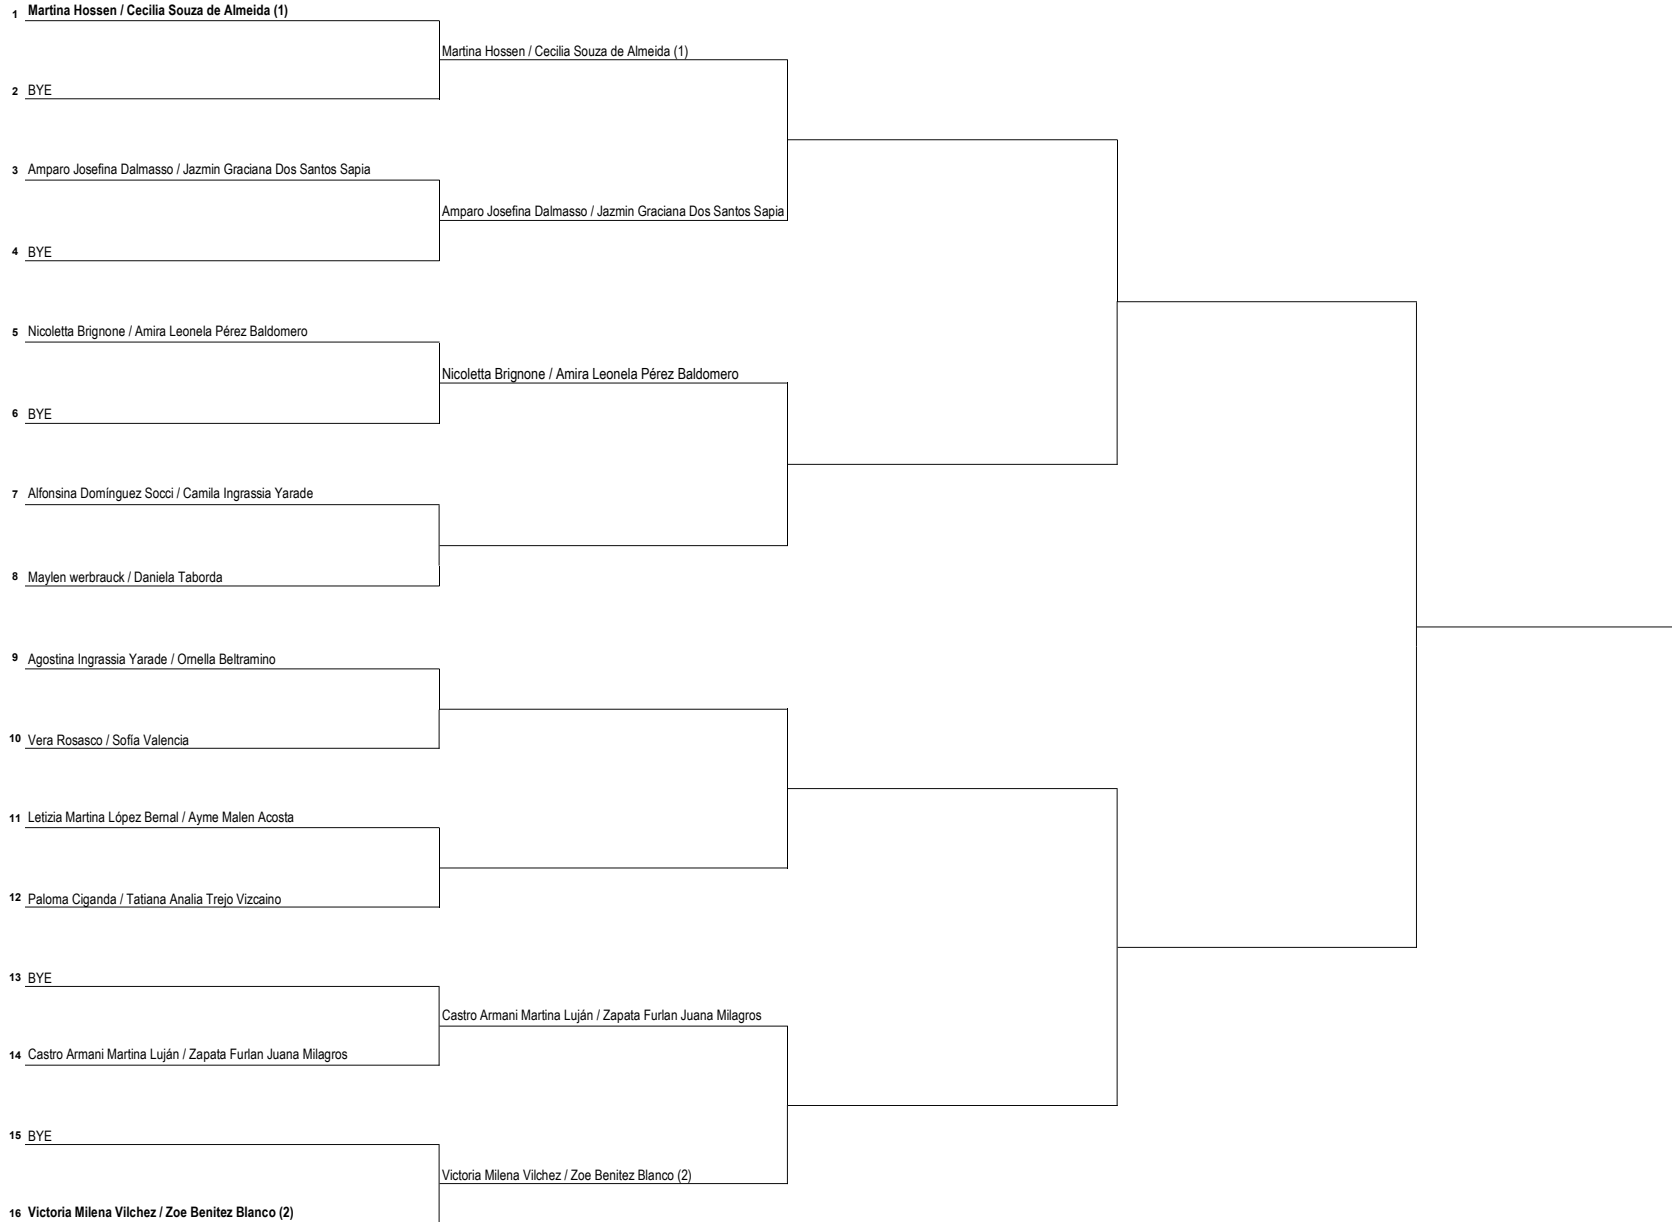 1 Martina Hossen / Cecilia Souza de Almeida (1)
Martina Hossen / Cecilia Souza de Almeida (1)
2 BYE
3 Amparo Josefina Dalmasso / Jazmin Graciana Dos Santos Sapia
Amparo Josefina Dalmasso / Jazmin Graciana Dos Santos Sapia
4 BYE
5 Nicoletta Brignone / Amira Leonela Pérez Baldomero
Nicoletta Brignone / Amira Leonela Pérez Baldomero
6 BYE
7 Alfonsina Domínguez Socci / Camila Ingrassia Yarade
8 Maylen werbrauck / Daniela Taborda
9 Agostina Ingrassia Yarade / Ornella Beltramino
10 Vera Rosasco / Sofía Valencia
11 Letizia Martina López Bernal / Ayme Malen Acosta
12 Paloma Ciganda / Tatiana Analia Trejo Vizcaino
13 BYE
Castro Armani Martina Luján / Zapata Furlan Juana Milagros
14 Castro Armani Martina Luján / Zapata Furlan Juana Milagros
15 BYE
Victoria Milena Vilchez / Zoe Benitez Blanco (2)
16 Victoria Milena Vilchez / Zoe Benitez Blanco (2)